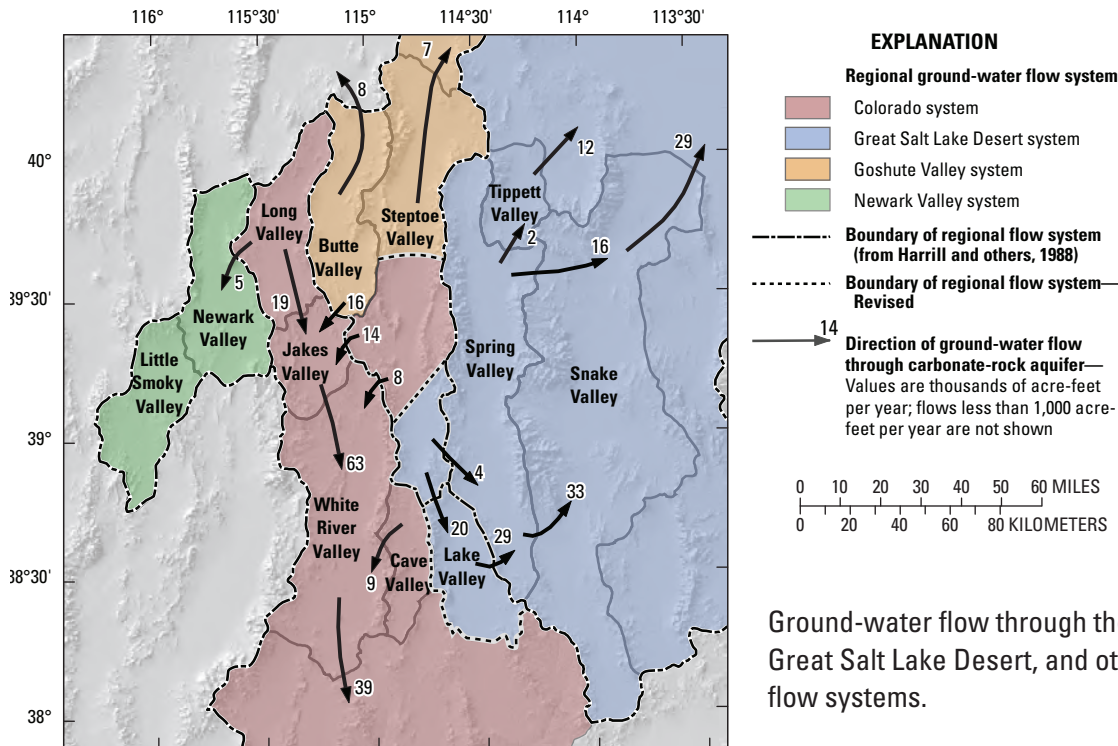 116°
115°30'
115°
114°30'
114°
113°30'
40°
39°30'
39°
38°30'
38°
7
8
12
29
Tippett
Valley
2
16
Long
Valley
Steptoe
Valley
Butte
Valley
5
19
16
14
Newark
Valley
Jakes
Valley
8
Spring
Valley
Snake
Valley
Little
Smoky
Valley
63
4
33
20
29
White
River
Valley
9
Cave
Valley
Lake
Valley
39
EXPLANATION
Regional ground-water flow system
Colorado system
Great Salt Lake Desert system
Goshute Valley system
Newark Valley system
Boundary of regional flow system
(from Harrill and others, 1988)
Boundary of regional flow system—
Revised
14
Direction of ground-water flow
through carbonate-rock aquifer—
Values are thousands of acre-feet
per year; flows less than 1,000 acre-
feet per year are not shown
0 10 20 30 40 50 60 MILES
0 20 40 60 80 KILOMETERS
Ground-water flow through th
Great Salt Lake Desert, and ot
flow systems.